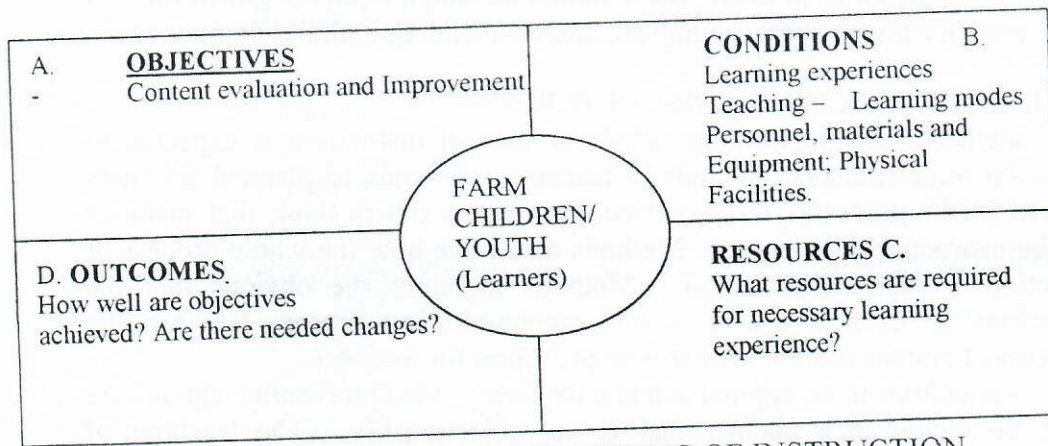 A. OBJECTIVES
- Content evaluation and Improvement
CONDITIONS B.
Learning experiences
Teaching – Learning modes
Personnel, materials and
Equipment; Physical
Facilities.
FARM
CHILDREN/
YOUTH
(Learners)
D. OUTCOMES
How well are objectives
achieved? Are there needed changes?
RESOURCES C.
What resources are required
for necessary learning
experience?
OF INSTRUCTION